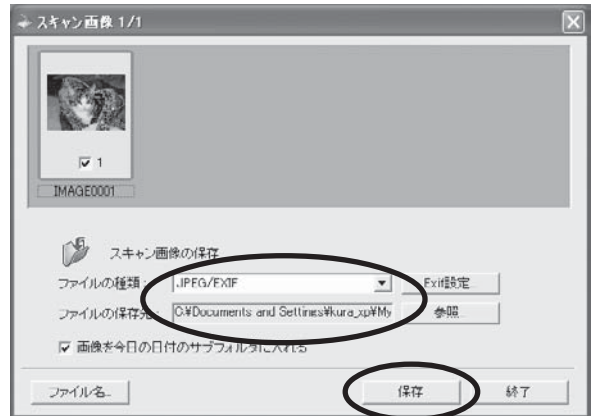 スキャン画像 1/1
1
IMAGE0001
スキャン画像の保存
ファイルの種類: JPEG/EXIF Exif設定...
ファイルの保存先: C:¥Documents and Settings¥kura_xp¥My 参照...
画像を今日の日付のサブフォルダに入れる
ファイル名... 保存 終了